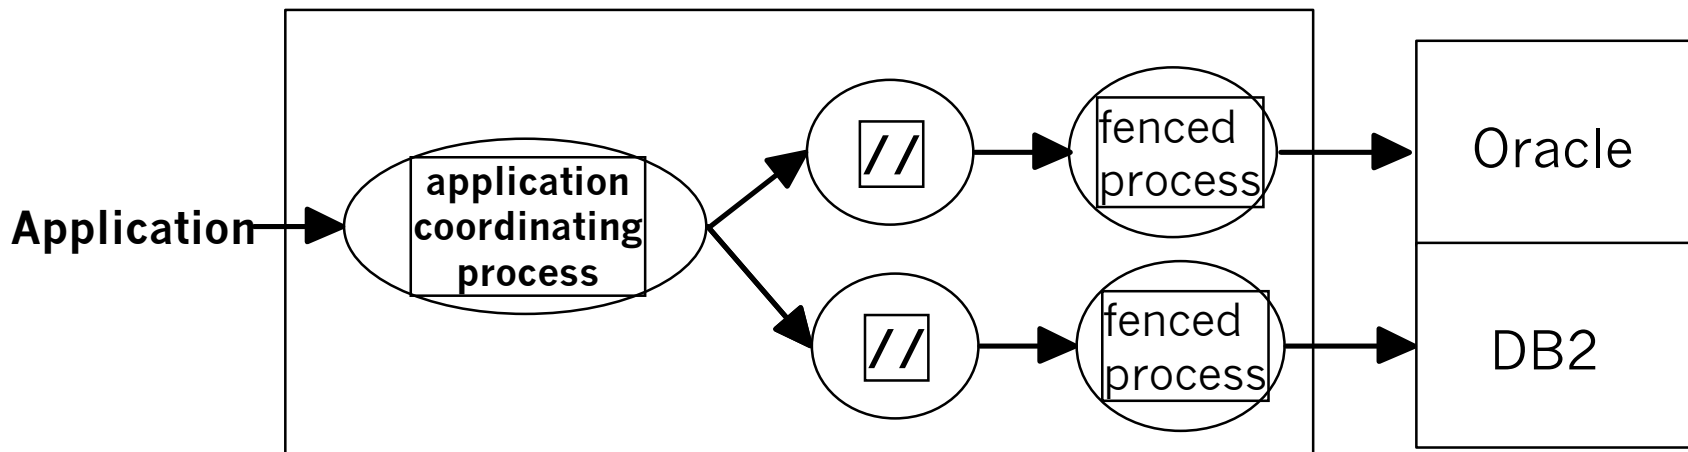 Application
application
coordinating
process
//
fenced
process
Oracle
//
fenced
process
DB2